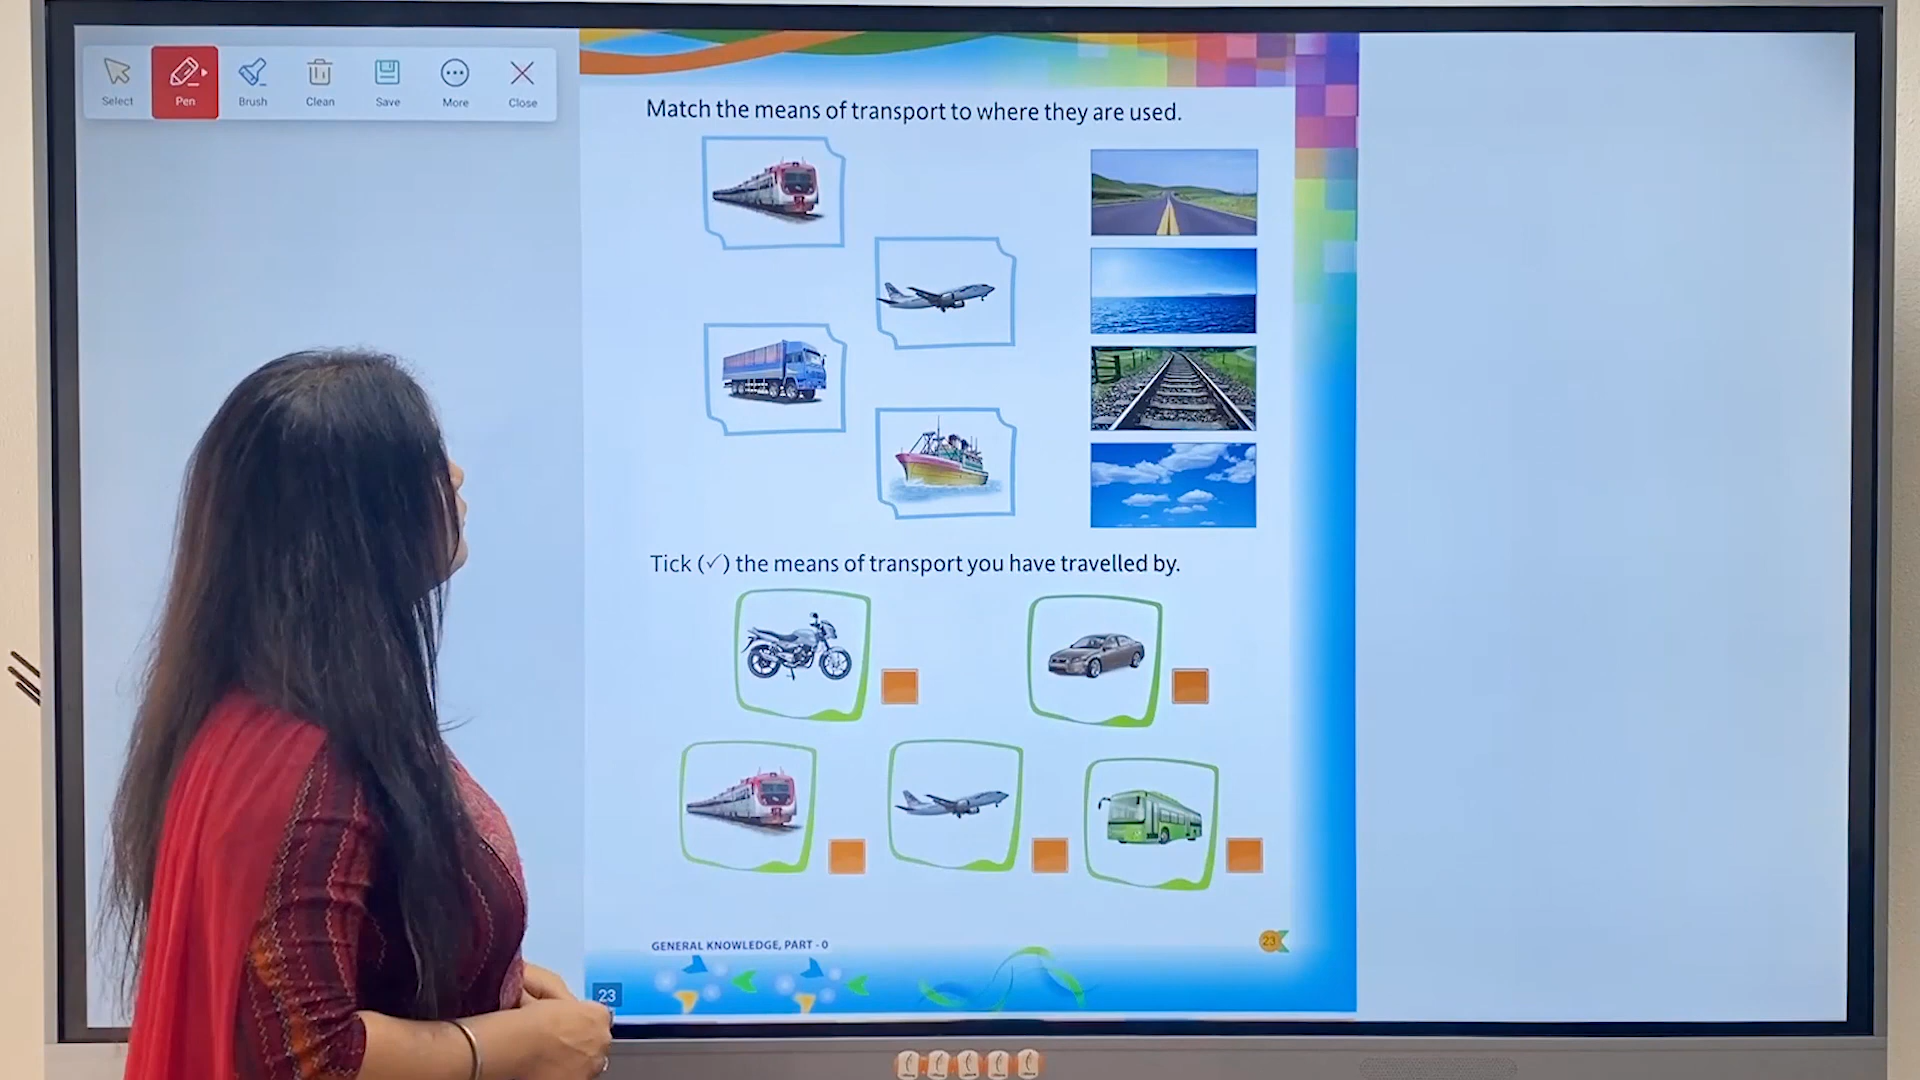 Select
Pen
Brush
Clean
Save
More
Close
Match the means of transport to where they are used.
Tick (✓) the means of transport you have travelled by.
GENERAL KNOWLEDGE, PART - 0
23
23